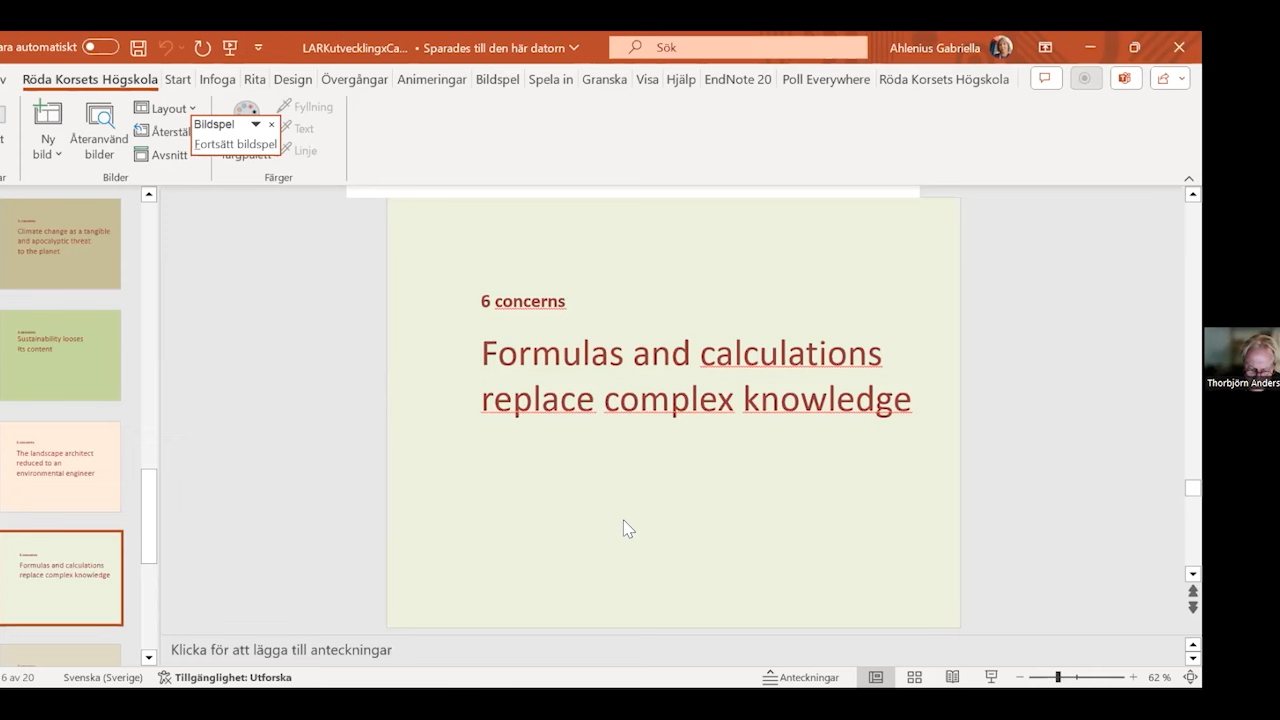 ara automatiskt
LARKutvecklingxCa... • Sparades till den här datorn
Sök
Ahlenius Gabriella
v Röda Korsets Högskola Start Infoga Rita Design Övergångar Animeringar Bildspel Spela in Granska Visa Hjälp EndNote 20 Poll Everywhere Röda Korsets Högskola
t
Ny
bild
Återanvänd
bilder
Layout
Återstäl
Avsnitt
Bildspel
Fortsätt bildspel
Fyllning
Text
Linje
ar
Bilder
Färger
Climate change as a tangible
and apocalyptic threat
to the planet
Sustainability looses
its content
The landscape architect
reduced to an
environmental engineer
6 concerns
Formulas and calculations
replace complex knowledge
6 concerns
Formulas and calculations
replace complex knowledge
Thorbjörn Anders
Klicka för att lägga till anteckningar
6 av 20
Svenska (Sverige)
Tillgänglighet: Utforska
Anteckningar
62 %